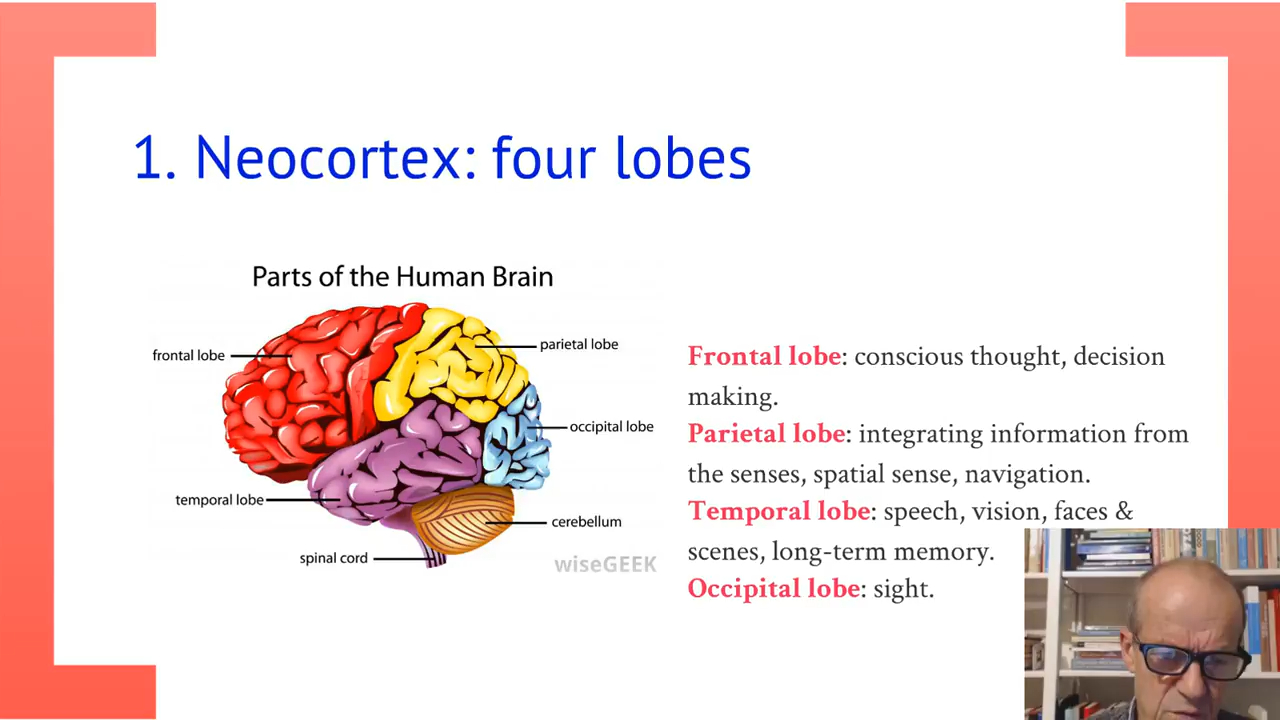 1. Neocortex: four lobes
Parts of the Human Brain
frontal lobe
parietal lobe
occipital lobe
temporal lobe
cerebellum
spinal cord
wiseGEEK
Frontal lobe: conscious thought, decision
making.
Parietal lobe: integrating information from
the senses, spatial sense, navigation.
Temporal lobe: speech, vision, faces &
scenes, long-term memory.
Occipital lobe: sight.